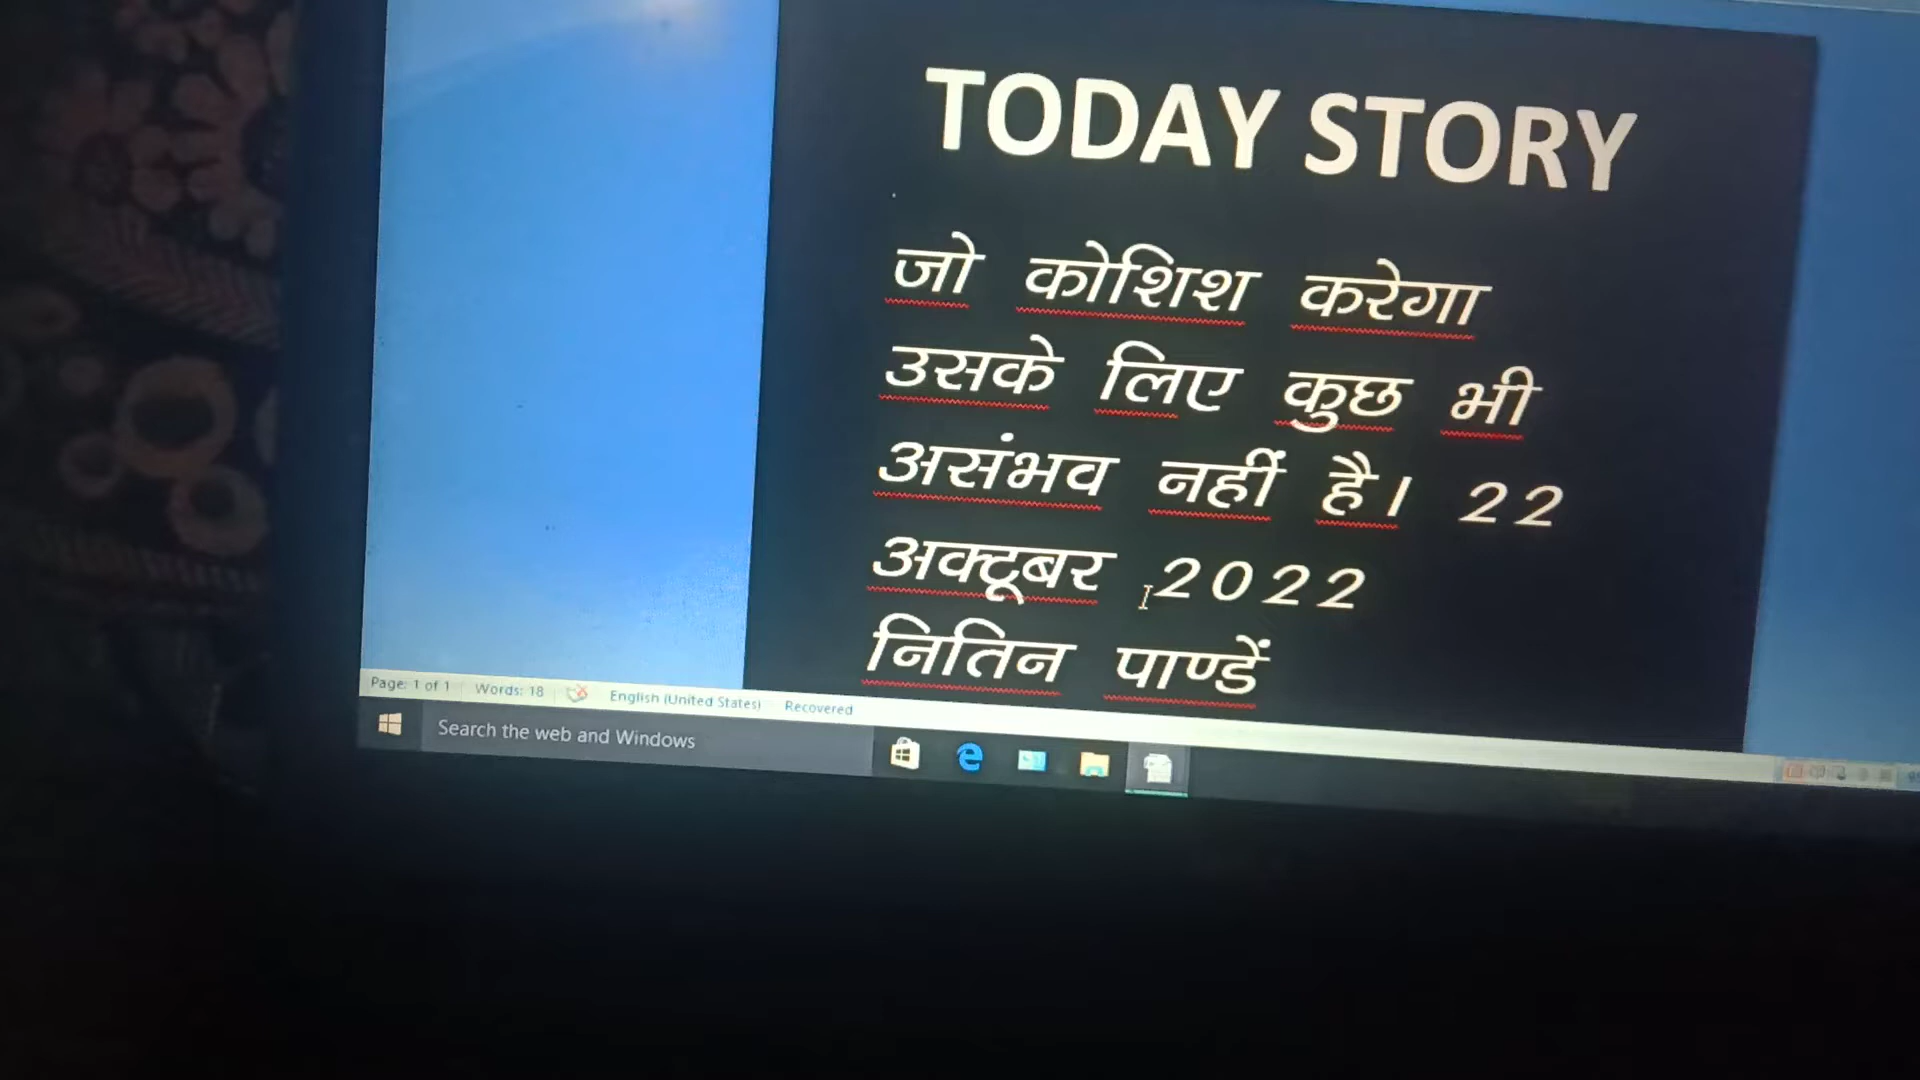 TODAY STORY
जो कोशिश करेगा
उसके लिए कुछ भी
असंभव नहीं है। 22
अक्टूबर 2022
नितिन पाण्डें
Page: 1 of 1 Words: 18 English (United States) Recovered
Search the web and Windows